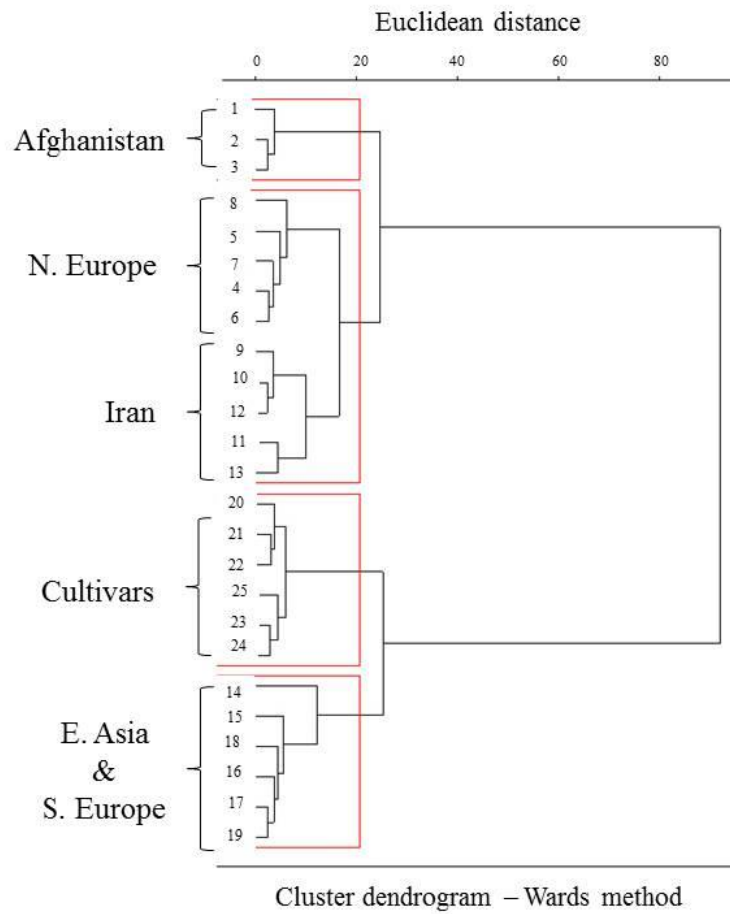 Euclidean distance
0 20 40 60 80
Afghanistan
1
2
3
N. Europe
8
5
7
4
6
Iran
9
10
12
11
13
Cultivars
20
21
22
25
23
24
E. Asia
&
S. Europe
14
15
18
16
17
19
Cluster dendrogram – Wards method